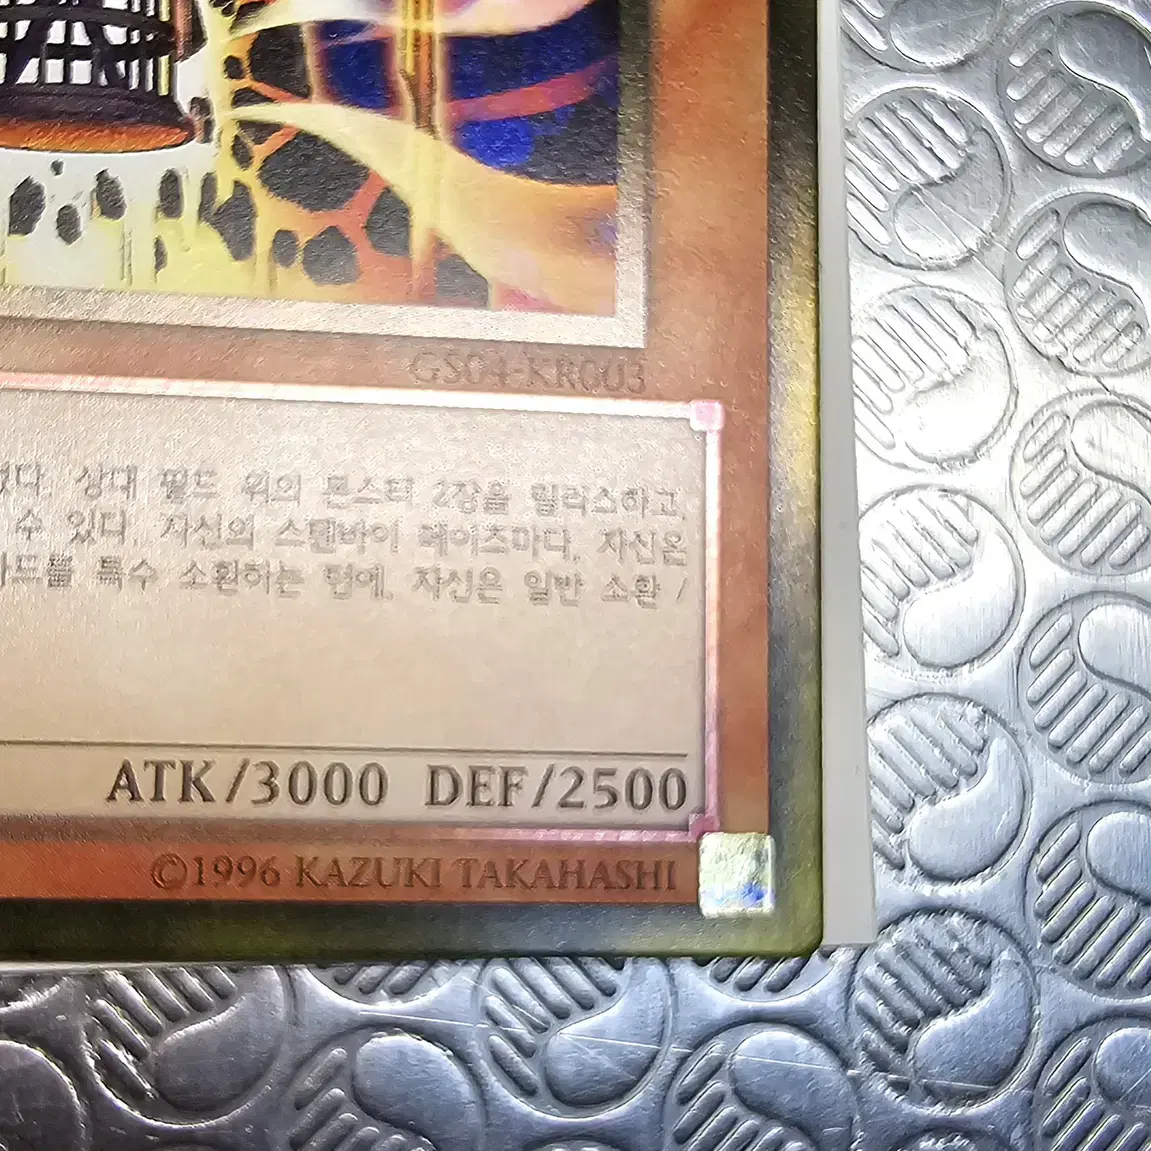 GS04-KR003
상대 필드 위의 몬스터 2장을 릴리스하고,
수 있다. 자신의 스탠바이 페이즈마다, 자신은
카드를 특수 소환하는 턴에, 자신은 일반 소환 /
ATK/3000 DEF/2500
©1996 KAZUKI TAKAHASHI